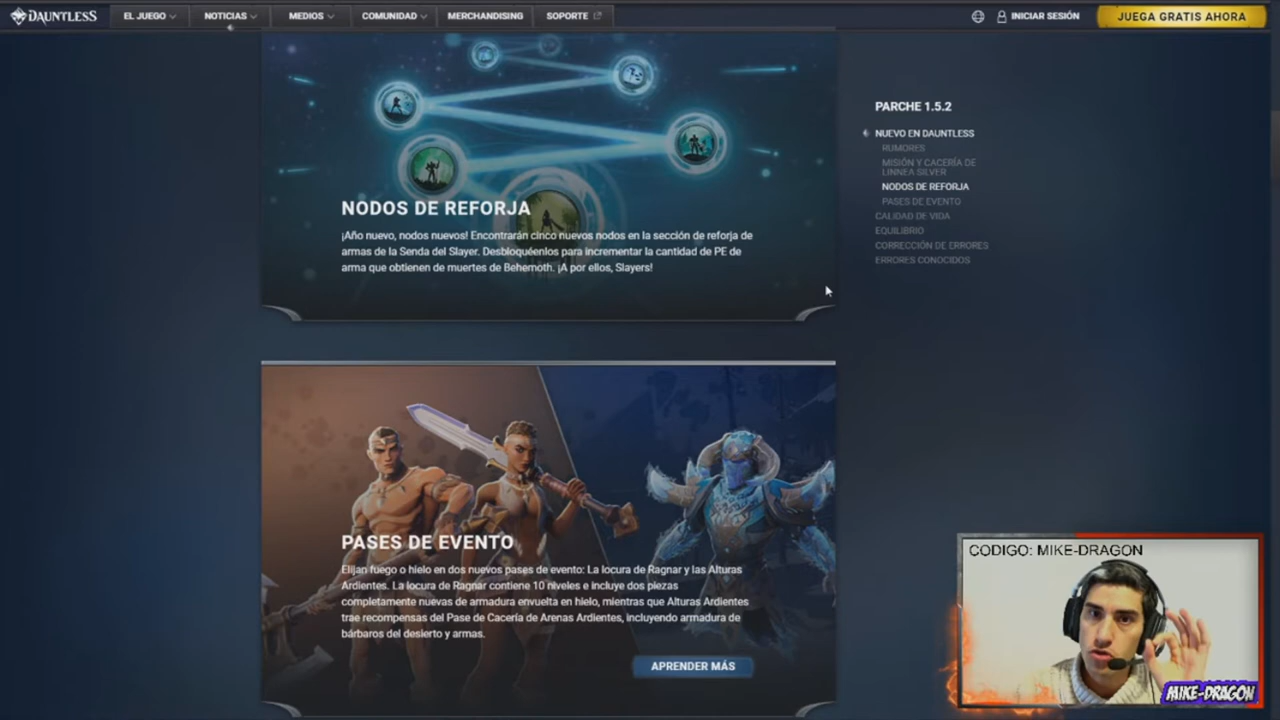 DAUNTLESS
EL JUEGO
NOTICIAS
MEDIOS
COMUNIDAD
MERCHANDISING
SOPORTE
INICIAR SESIÓN
JUEGA GRATIS AHORA
NODOS DE REFORJA
¡Año nuevo, nodos nuevos! Encontrarán cinco nuevos nodos en la sección de reforja de
armas de la Senda del Slayer. Desbloquéenlos para incrementar la cantidad de PE de
arma que obtienen de muertes de Behemoth. ¡A por ellos, Slayers!
PARCHE 1.5.2
NUEVO EN DAUNTLESS
RUMORES
MISIÓN Y CACERÍA DE
LINNEA SILVER
NODOS DE REFORJA
PASES DE EVENTO
CALIDAD DE VIDA
EQUILIBRIO
CORRECCIÓN DE ERRORES
ERRORES CONOCIDOS
PASES DE EVENTO
Elijan fuego o hielo en dos nuevos pases de evento: La locura de Ragnar y las Alturas
Ardientes. La locura de Ragnar contiene 10 niveles e incluye dos piezas
completamente nuevas de armadura envuelta en hielo, mientras que Alturas Ardientes
trae recompensas del Pase de Cacería de Arenas Ardientes, incluyendo armadura de
bárbaros del desierto y armas.
APRENDER MÁS
CODIGO: MIKE-DRAGON
MIKE-DRAGON